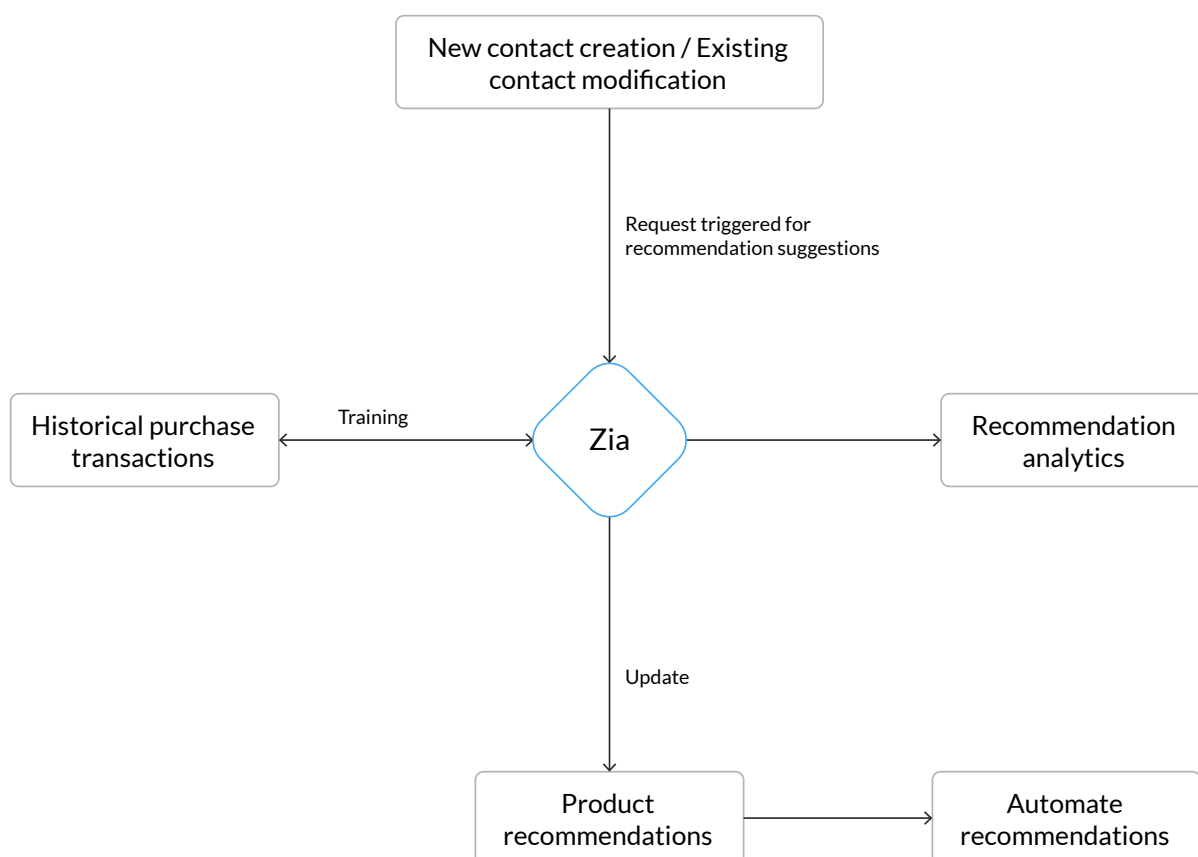 New contact creation / Existing
contact modification
Request triggered for
recommendation suggestions
Historical purchase
transactions
Training
Zia
Recommendation
analytics
Update
Product
recommendations
Automate
recommendations